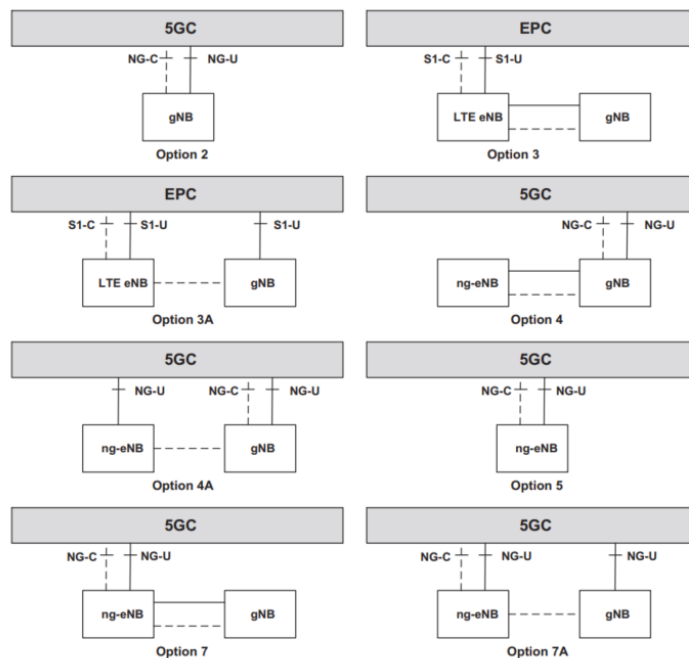 5GC
NG-C NG-U
gNB
Option 2
EPC
S1-C S1-U
LTE eNB gNB
Option 3
EPC
S1-C S1-U S1-U
LTE eNB gNB
Option 3A
5GC
NG-C NG-U
ng-eNB gNB
Option 4
5GC
NG-U NG-C NG-U
ng-eNB gNB
Option 4A
5GC
NG-C NG-U
ng-eNB
Option 5
5GC
NG-C NG-U
ng-eNB gNB
Option 7
5GC
NG-C NG-U NG-U
ng-eNB gNB
Option 7A